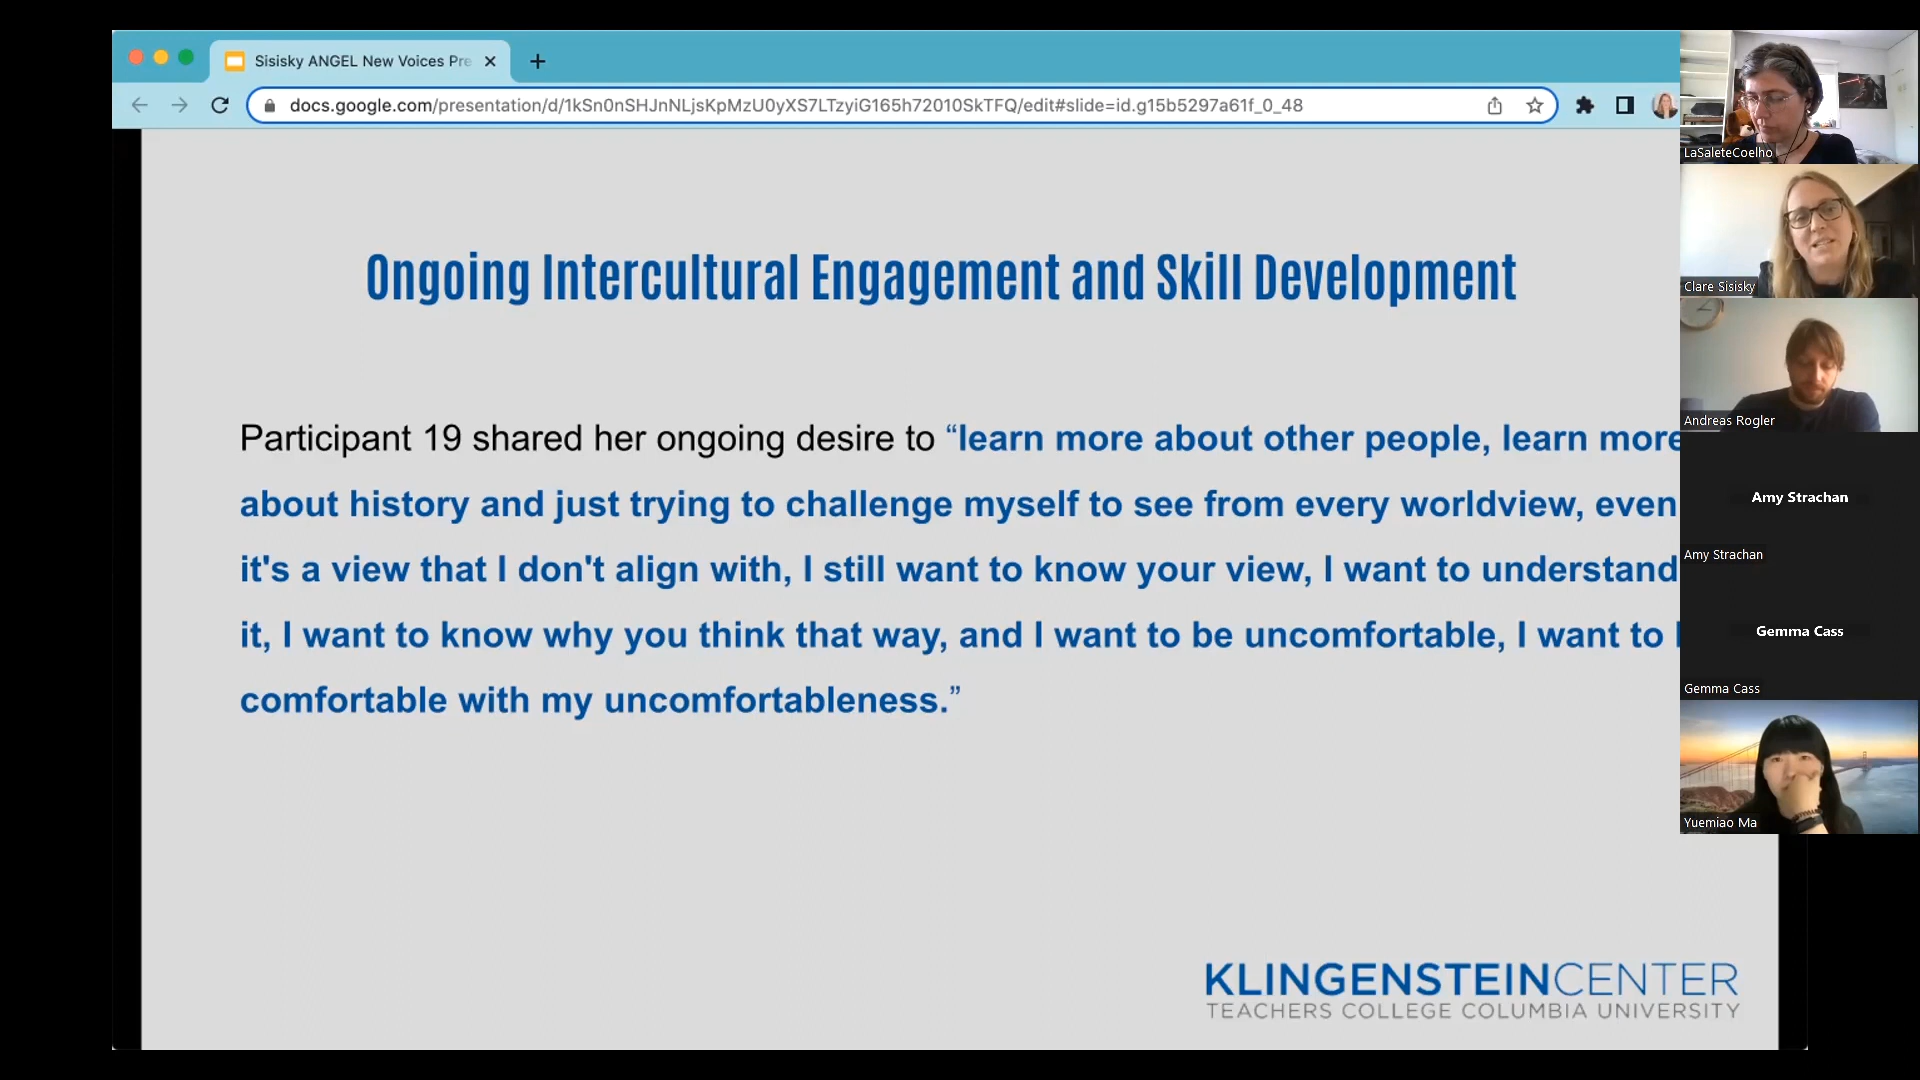 Sisisky ANGEL New Voices Pre
docs.google.com/presentation/d/1kSn0nSHJnNLjsKpMzU0yXS7LTzyiG165h72010SkTFQ/edit#slide=id.g15b5297a61f_0_48
Ongoing Intercultural Engagement and Skill Development
Participant 19 shared her ongoing desire to “learn more about other people, learn more
about history and just trying to challenge myself to see from every worldview, even
it's a view that I don't align with, I still want to know your view, I want to understand
it, I want to know why you think that way, and I want to be uncomfortable, I want to
comfortable with my uncomfortableness.”
KLINGENSTEINCENTER
TEACHERS COLLEGE COLUMBIA UNIVERSITY
LaSaleteCoelho
Clare Sisisky
Andreas Rogler
Amy Strachan
Amy Strachan
Gemma Cass
Gemma Cass
Yuemiao Ma